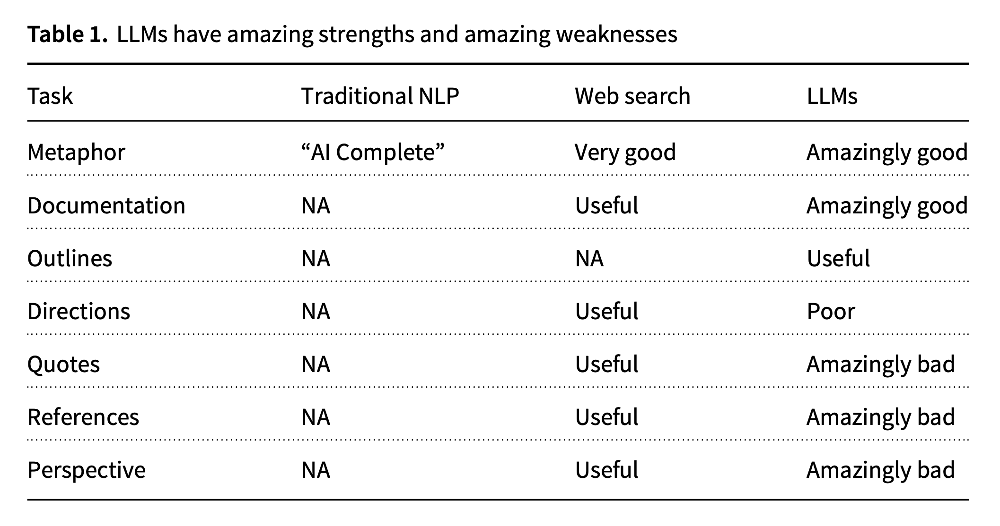 Table 1. LLMs have amazing strengths and amazing weaknesses
Task Traditional NLP Web search LLMs
Metaphor “AI Complete” Very good Amazingly good
Documentation NA Useful Amazingly good
Outlines NA NA Useful
Directions NA Useful Poor
Quotes NA Useful Amazingly bad
References NA Useful Amazingly bad
Perspective NA Useful Amazingly bad